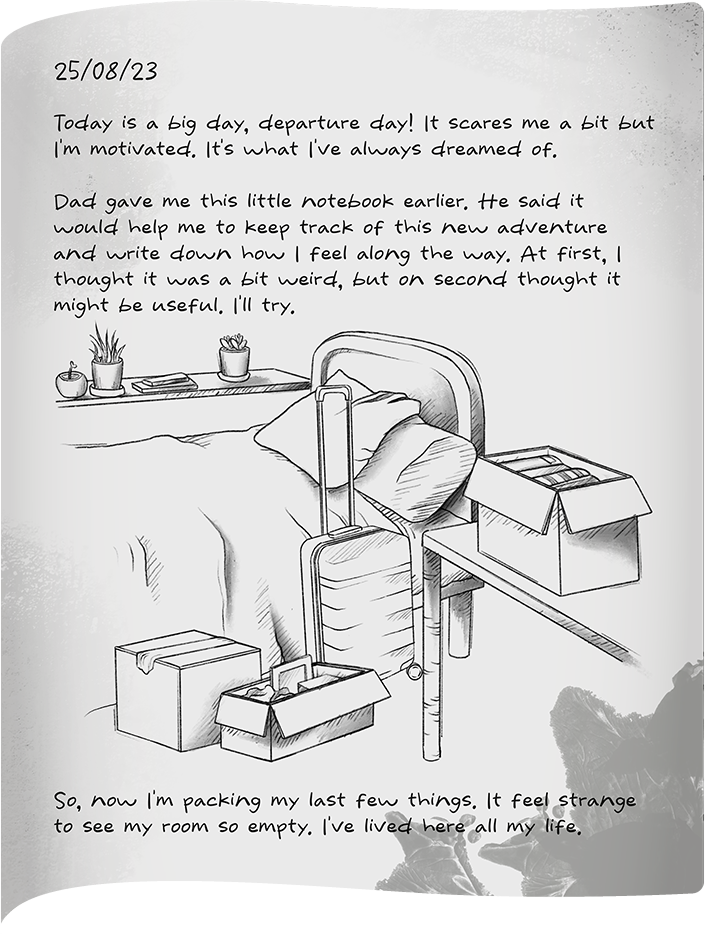 25/08/23
Today is a big day, departure day! It scares me a bit but
I'm motivated. It's what I've always dreamed of.
Dad gave me this little notebook earlier. He said it
would help me to keep track of this new adventure
and write down how I feel along the way. At first, I
thought it was a bit weird, but on second thought it
might be useful. I'll try.
So, now I'm packing my last few things. It feel strange
to see my room so empty. I've lived here all my life.